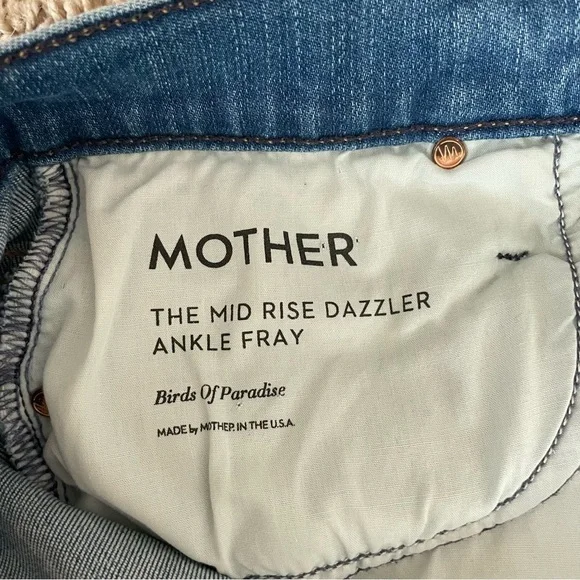 MOTHER
THE MID RISE DAZZLER
ANKLE FRAY
Birds Of Paradise
MADE by MOTHER. IN THE U.S.A.